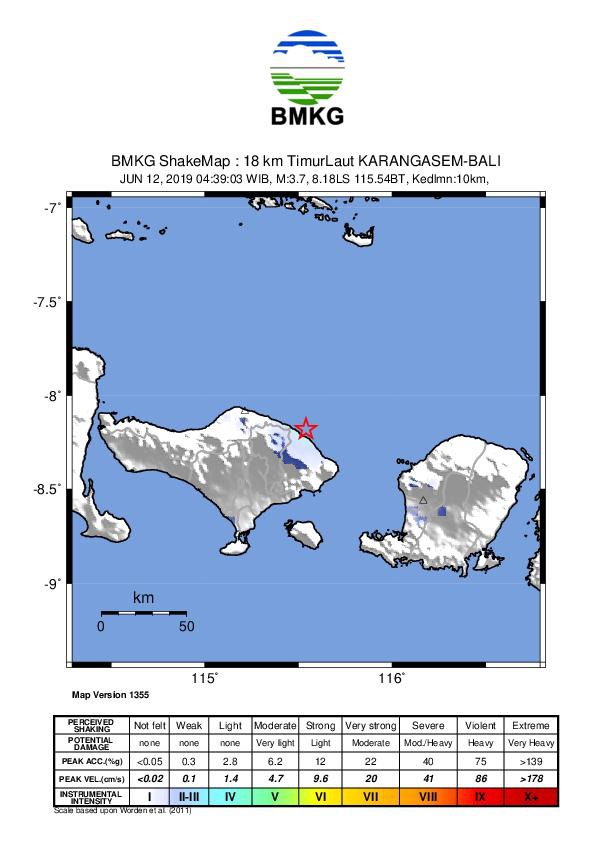 BMKG
BMKG ShakeMap : 18 km TimurLaut KARANGASEM-BALI
JUN 12, 2019 04:39:03 WIB, M:3.7, 8.18LS 115.54BT, Kedlmn:10km,
-7˚
-7.5˚
-8˚
-8.5˚
-9˚
km
0 50
115˚ 116˚
Map Version 1355
PERCEIVED SHAKING Not felt Weak Light Moderate Strong Very strong Severe Violent Extreme
POTENTIAL DAMAGE none none none Very light Light Moderate Mod./Heavy Heavy Very Heavy
PEAK ACC.(%g) <0.05 0.3 2.8 6.2 12 22 40 75 >139
PEAK VEL.(cm/s) <0.02 0.1 1.4 4.7 9.6 20 41 86 >178
INSTRUMENTAL INTENSITY I II-III IV V VI VII VIII IX X+
Scale based upon Worden et al. (2011)